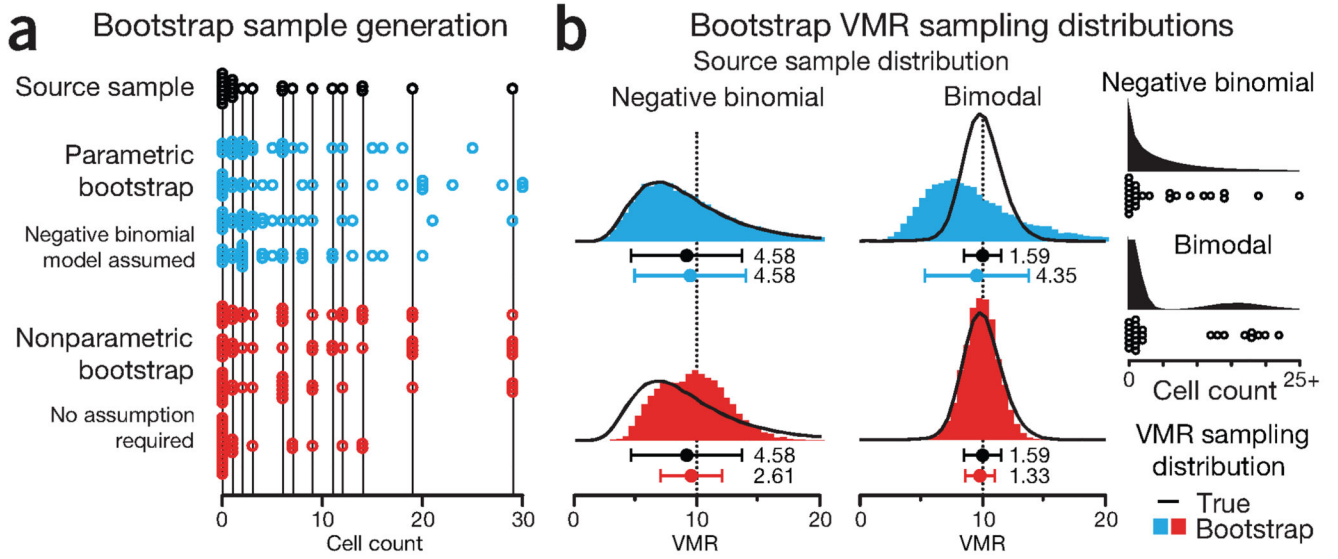 a Bootstrap sample generation
Source sample
Parametric
bootstrap
Negative binomial
model assumed
Nonparametric
bootstrap
No assumption
required
0 10 20 30
Cell count
b Bootstrap VMR sampling distributions
Source sample distribution
Negative binomial Bimodal
4.58
4.58
1.59
4.35
4.58
2.61
1.59
1.33
0 10 20
VMR
0 10 20
VMR
Negative binomial
Bimodal
0 25+
Cell count
VMR sampling
distribution
True
Bootstrap